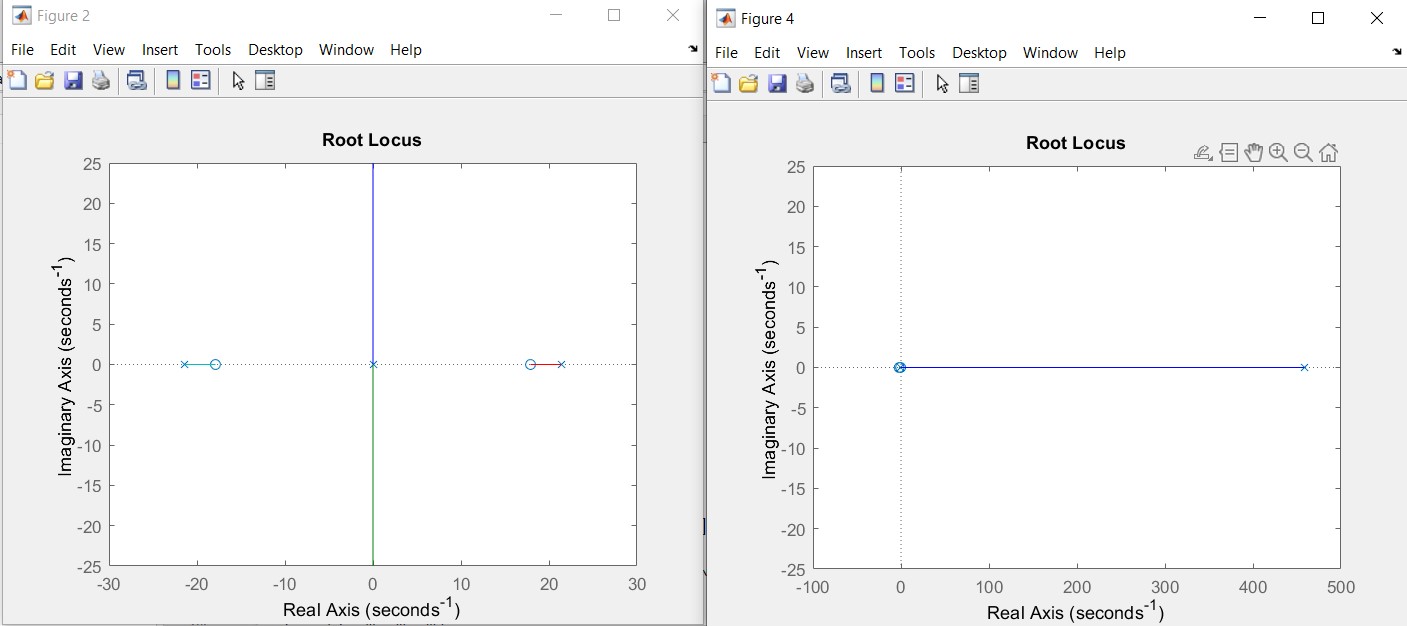 Figure 2
File Edit View Insert Tools Desktop Window Help
Root Locus
25
20
15
10
5
0
-5
-10
-15
-20
-25
Imaginary Axis (seconds⁻¹)
-30 -20 -10 0 10 20 30
Real Axis (seconds⁻¹)
Figure 4
File Edit View Insert Tools Desktop Window Help
Root Locus
25
20
15
10
5
0
-5
-10
-15
-20
-25
Imaginary Axis (seconds⁻¹)
-100 0 100 200 300 400 500
Real Axis (seconds⁻¹)